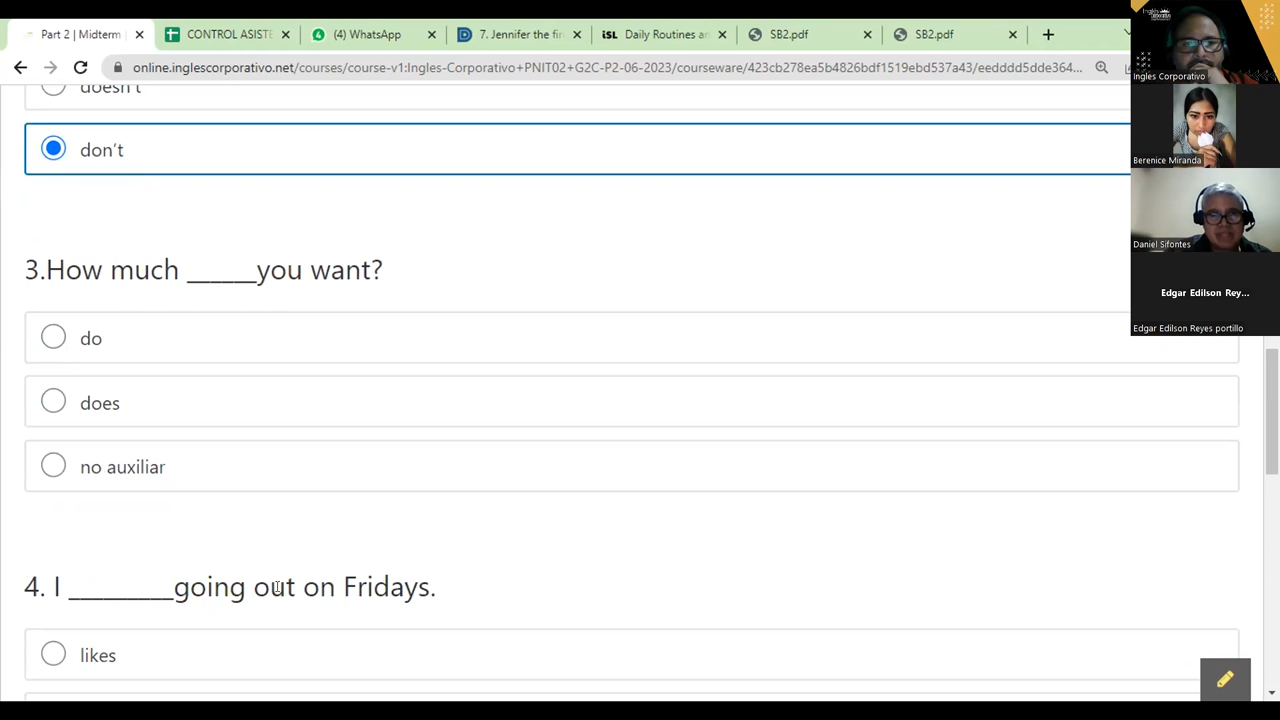 Part 2 | Midterm
CONTROL ASISTE
(4) WhatsApp
7. Jennifer the fir
iSL Daily Routines an
SB2.pdf
SB2.pdf
online.inglescorporativo.net/courses/course-v1:Ingles-Corporativo+PNIT02+G2C-P2-06-2023/courseware/423cb278ea5b4826bdf1519ebd537a43/eedddd5dde364...
doesn't
don't
3.How much ______you want?
do
does
no auxiliar
4. I _________going out on Fridays.
likes
Ingles Corporativo
Berenice Miranda
Daniel Sifontes
Edgar Edilson Rey...
Edgar Edilson Reyes portillo